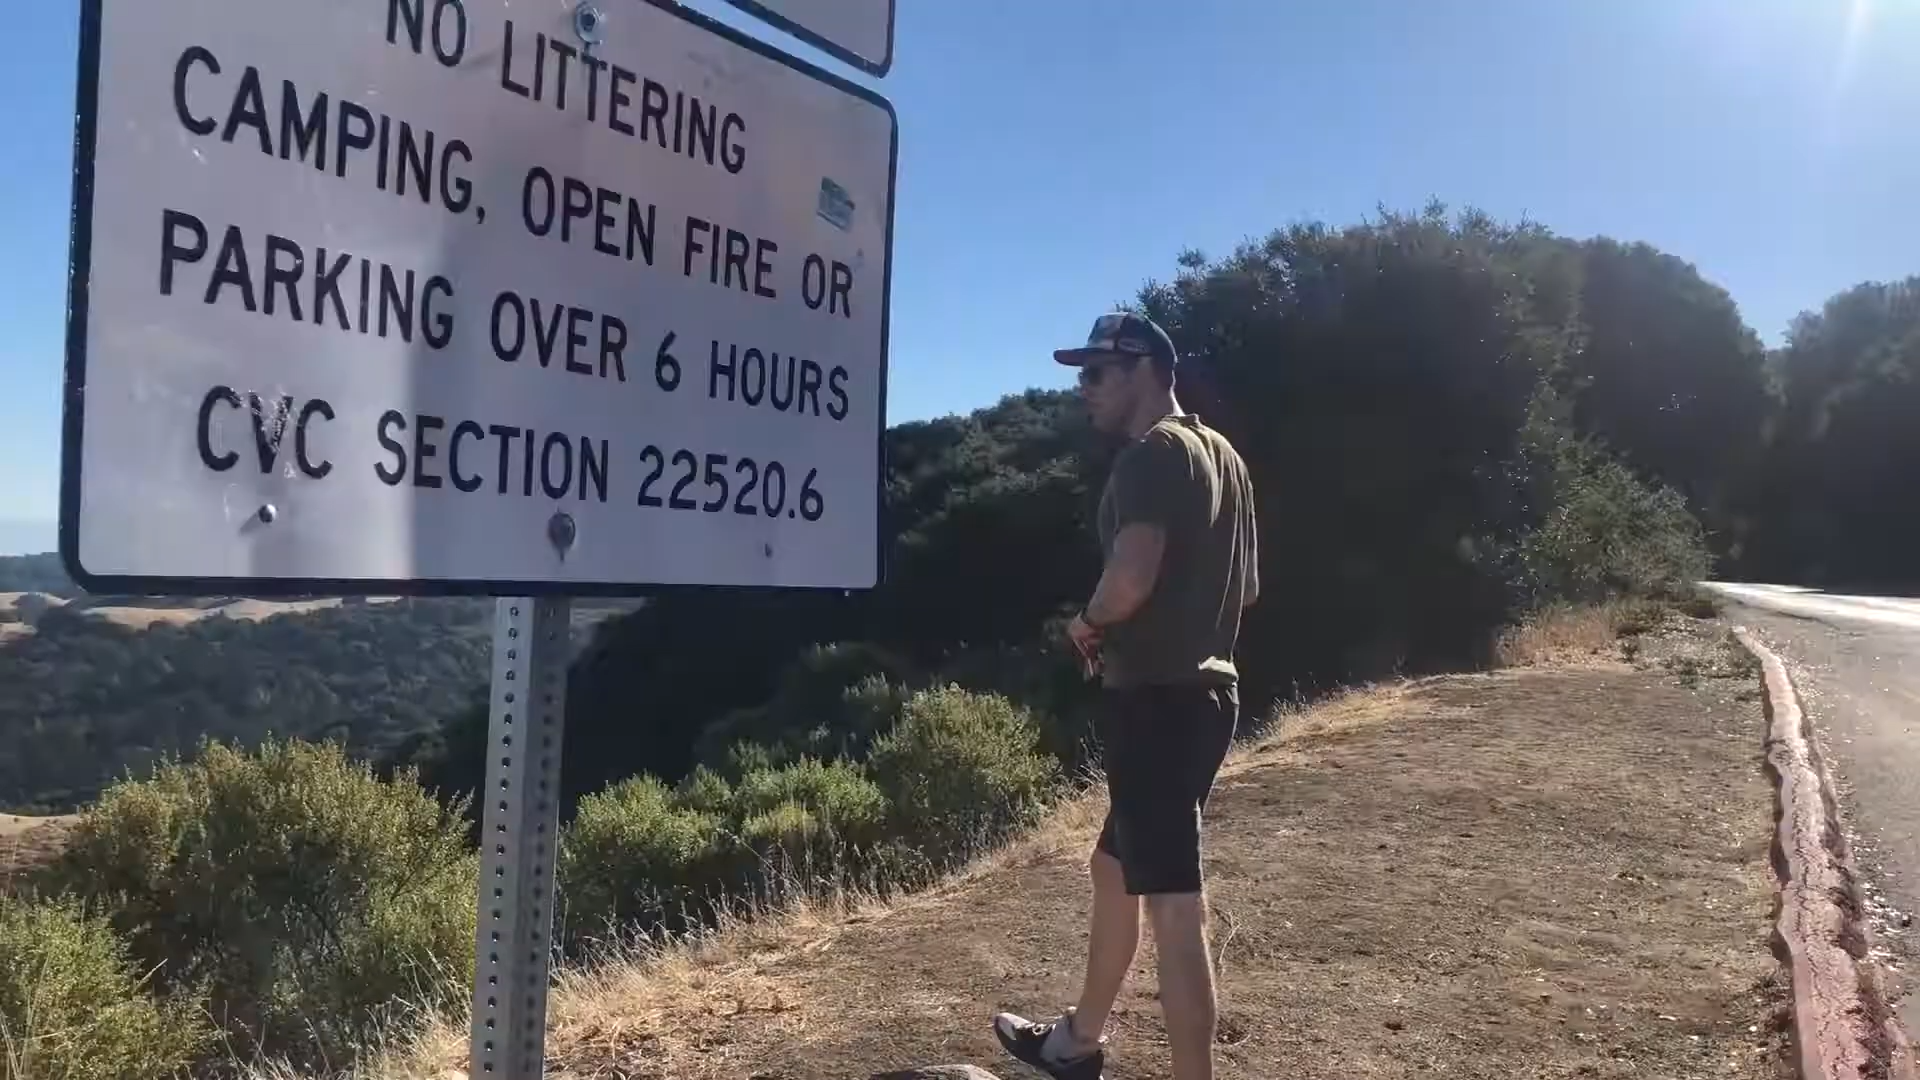 NO LITTERING
CAMPING, OPEN FIRE OR
PARKING OVER 6 HOURS
CVC SECTION 22520.6